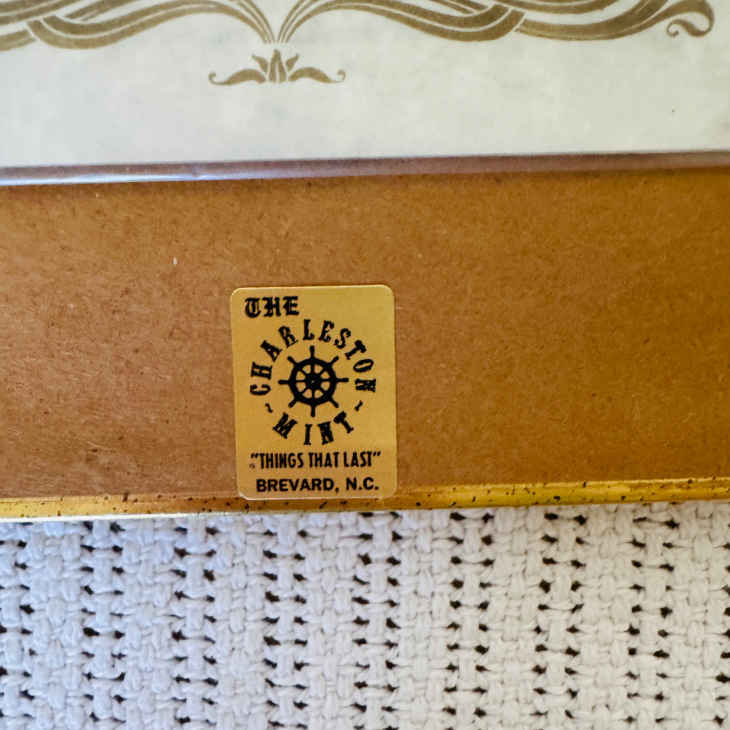 THE
CHARLESTON
~ MINT ~
"THINGS THAT LAST"
BREVARD, N.C.